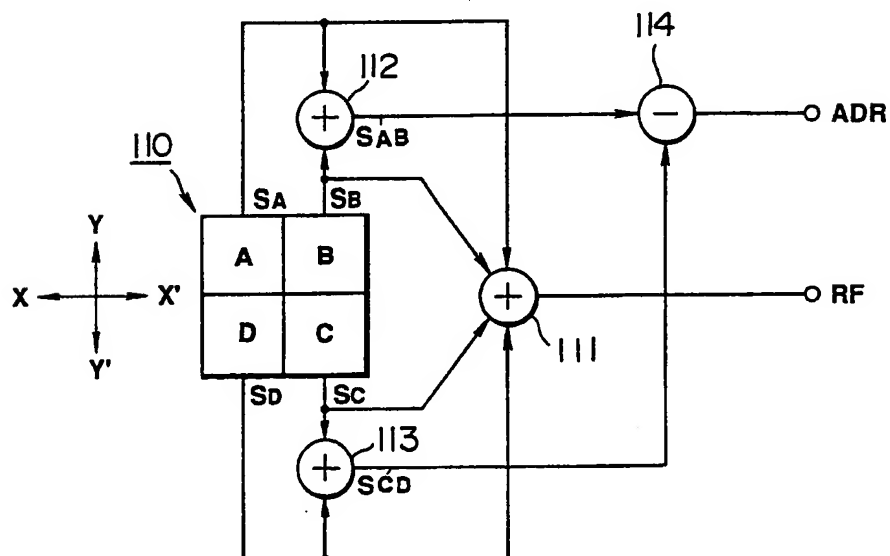 114
112
+
SAB
−
ADR
110
SA
SB
Y
A
B
X
X'
+
RF
D
C
111
Y'
SD
SC
113
+
SCD